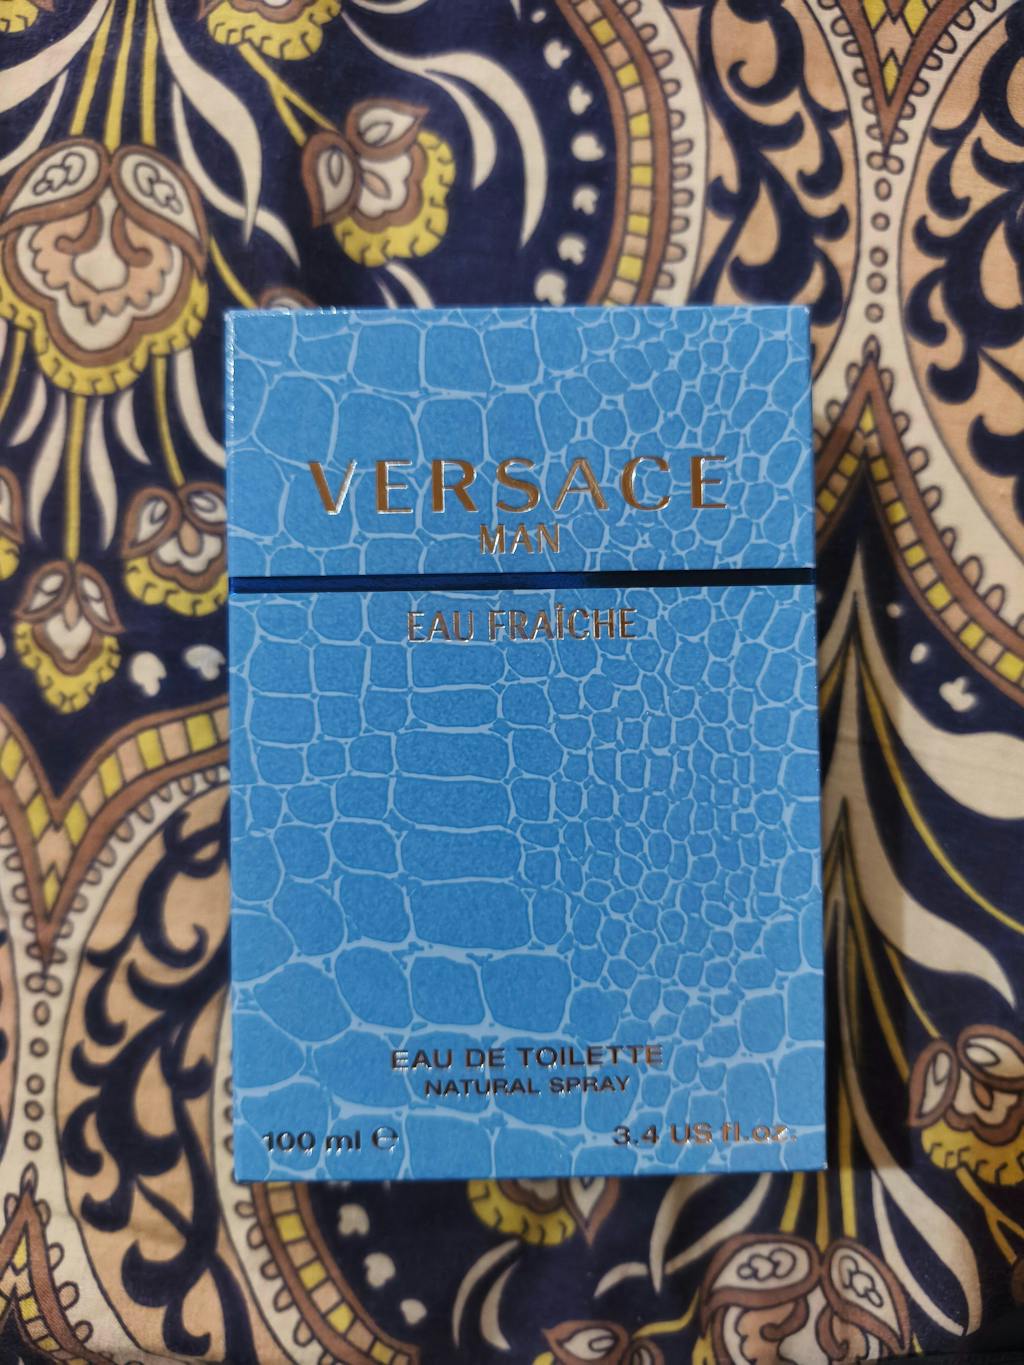 VERSACE
MAN
EAU FRAÎCHE
EAU DE TOILETTE
NATURAL SPRAY
100 ml ℮
3.4 US fl.oz.